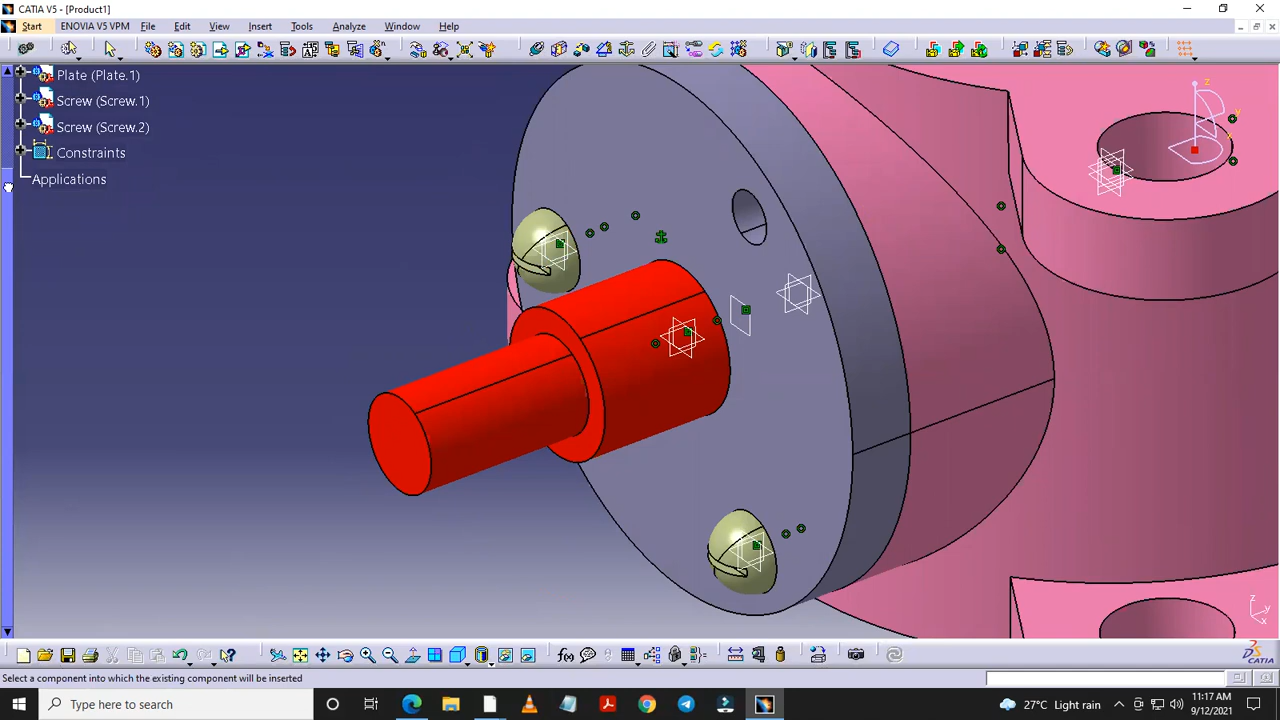 CATIA V5 - [Product1]
Start ENOVIA V5 VPM File Edit View Insert Tools Analyze Window Help
Plate (Plate.1)
Screw (Screw.1)
Screw (Screw.2)
Constraints
Applications
z
y
z
y
x
f(x)
CATIA
Select a component into which the existing component will be inserted
Type here to search
27°C Light rain
11:17 AM
9/12/2021